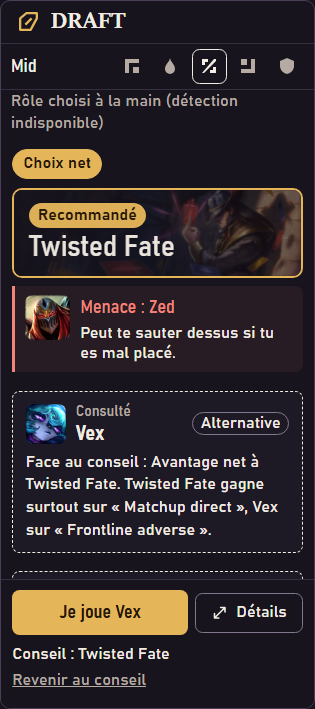 DRAFT
Mid
Rôle choisi à la main (détection
indisponible)
Choix net
Recommandé
Twisted Fate
Menace : Zed
Peut te sauter dessus si tu
es mal placé.
Consulté
Vex
Alternative
Face au conseil : Avantage net à
Twisted Fate. Twisted Fate gagne
surtout sur « Matchup direct », Vex
sur « Frontline adverse ».
Je joue Vex
Détails
Conseil : Twisted Fate
Revenir au conseil